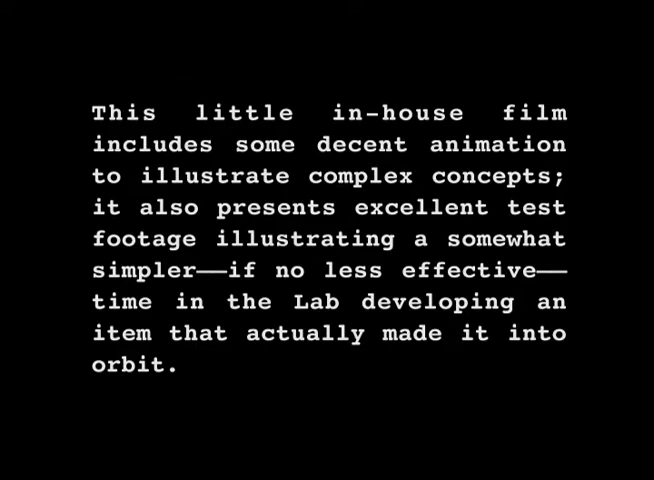 This little in-house film
includes some decent animation
to illustrate complex concepts;
it also presents excellent test
footage illustrating a somewhat
simpler——if no less effective——
time in the Lab developing an
item that actually made it into
orbit.